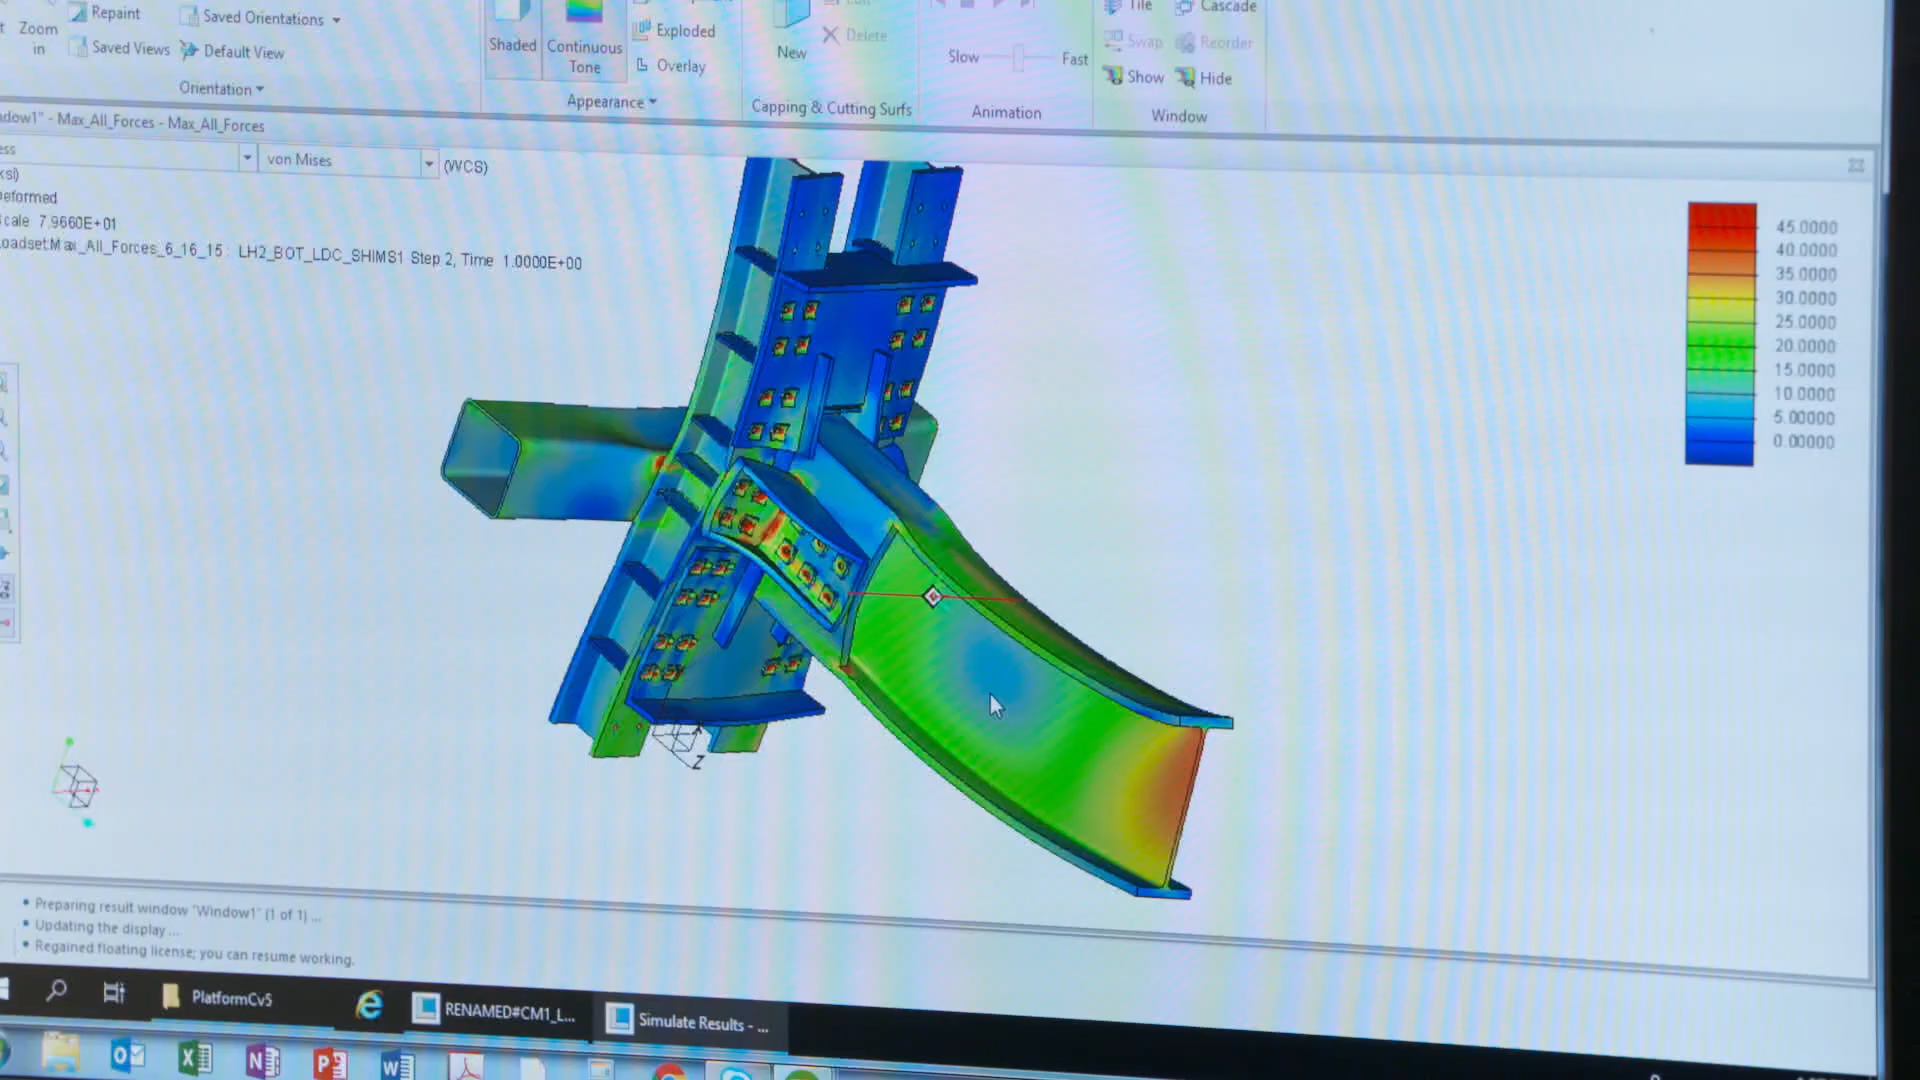 Repaint
Saved Orientations
Zoom in
Saved Views
Default View
Orientation
Shaded
Continuous Tone
Exploded
Overlay
Appearance
New
Delete
Capping & Cutting Surfs
Slow
Fast
Animation
Tile
Cascade
Swap
Reorder
Show
Hide
Window
ndow1" - Max_All_Forces - Max_All_Forces
ess
von Mises
(WCS)
ksi)
eformed
cale 7.9660E+01
oadset:Max_All_Forces_6_16_15 : LH2_BOT_LDC_SHIMS1 Step 2, Time 1.0000E+00
45.0000
40.0000
35.0000
30.0000
25.0000
20.0000
15.0000
10.0000
5.00000
0.00000
Z
• Preparing result window "Window1" (1 of 1) ...
• Updating the display ...
• Regained floating license; you can resume working.
PlatformCv5
RENAMED#CM1_L...
Simulate Results - ...